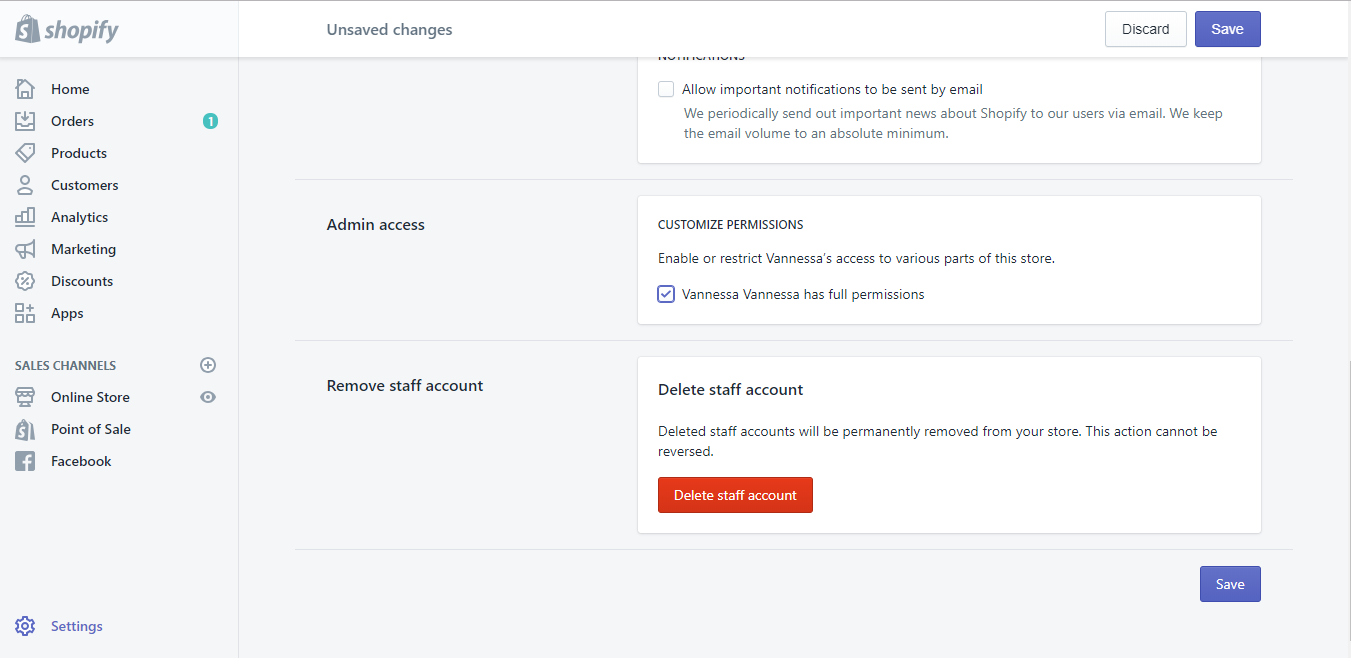 shopify
Unsaved changes
Discard
Save
Home
Orders
1
Products
Customers
Analytics
Marketing
Discounts
Apps
SALES CHANNELS
Online Store
Point of Sale
Facebook
Settings
NOTIFICATIONS
Allow important notifications to be sent by email
We periodically send out important news about Shopify to our users via email. We keep
the email volume to an absolute minimum.
Admin access
CUSTOMIZE PERMISSIONS
Enable or restrict Vannessa's access to various parts of this store.
Vannessa Vannessa has full permissions
Remove staff account
Delete staff account
Deleted staff accounts will be permanently removed from your store. This action cannot be
reversed.
Delete staff account
Save